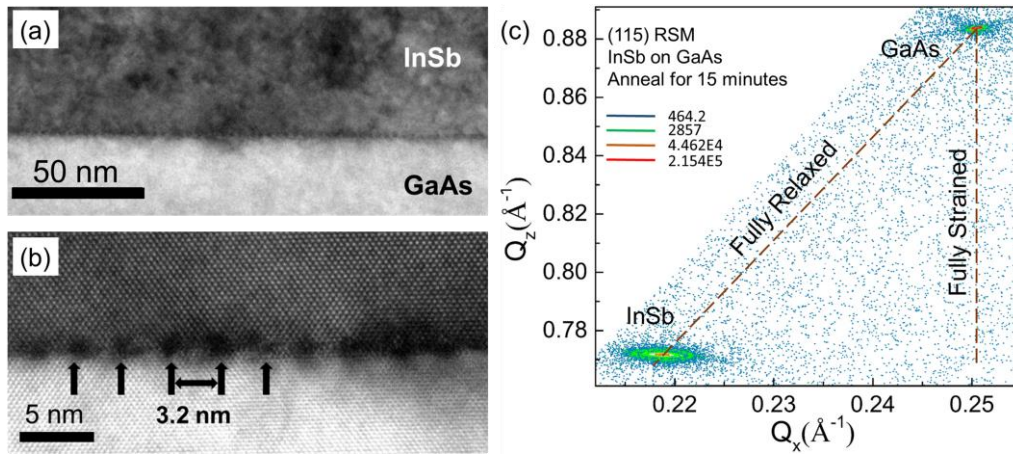 (a)
InSb
50 nm
GaAs
(b)
3.2 nm
5 nm
(c)
(115) RSM
InSb on GaAs
Anneal for 15 minutes
464.2
2857
4.462E4
2.154E5
GaAs
Fully Relaxed
Fully Strained
InSb
Q_z(Å⁻¹)
0.88
0.86
0.84
0.82
0.80
0.78
0.22
0.23
0.24
0.25
Q_x(Å⁻¹)